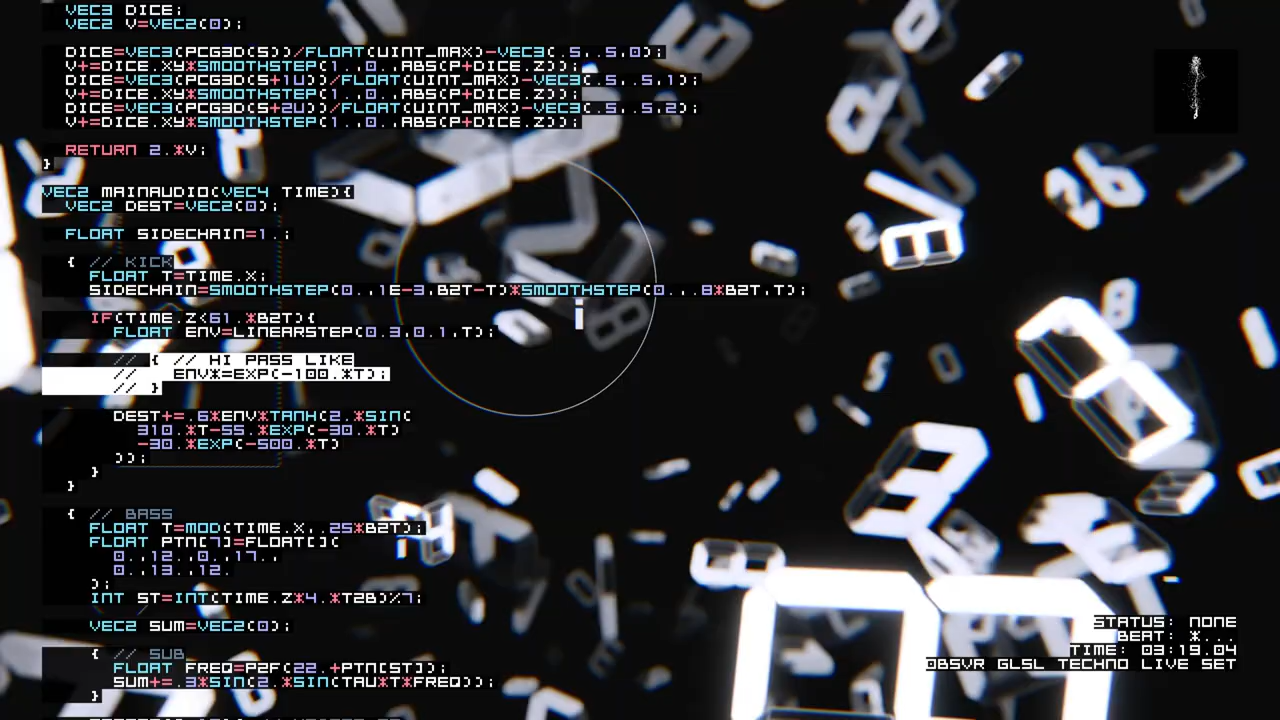 VEC3 DICE;
VEC2 V=VEC2(0);
DICE=VEC3(PCG3D(S))/FLOAT(UINT_MAX)-VEC3(.5,.5,0);
V+=DICE.XY*SMOOTHSTEP(1.,0.,ABS(P+DICE.Z));
DICE=VEC3(PCG3D(S+1U))/FLOAT(UINT_MAX)-VEC3(.5,.5,1);
V+=DICE.XY*SMOOTHSTEP(1.,0.,ABS(P+DICE.Z));
DICE=VEC3(PCG3D(S+2U))/FLOAT(UINT_MAX)-VEC3(.5,.5,2);
V+=DICE.XY*SMOOTHSTEP(1.,0.,ABS(P+DICE.Z));
RETURN 2.*V;
}
VEC2 MAINAUDIO(VEC4 TIME){
VEC2 DEST=VEC2(0);
FLOAT SIDECHAIN=1.;
{ // KICK
FLOAT T=TIME.X;
SIDECHAIN=SMOOTHSTEP(0.,1E-3,B2T-T)*SMOOTHSTEP(0.,.8*B2T,T);
IF(TIME.Z<61.*B2T){
FLOAT ENV=LINEARSTEP(0.3,0.1,T);
// { // HI PASS LIKE
//   ENV*=EXP(-100.*T);
// }
DEST+=.6*ENV*TANH(2.*SIN(
310.*T-55.*EXP(-30.*T)
-30.*EXP(-500.*T)
));
}
}
{ // BASS
FLOAT T=MOD(TIME.X,.25*B2T);
FLOAT PTN[7]=FLOAT[](
0.,12.,0.,17.,
0.,13.,12.
);
INT ST=INT(TIME.Z*4.*T2B)%7;
VEC2 SUM=VEC2(0);
{ // SUB
FLOAT FREQ=P2F(22.+PTN[ST]);
SUM+=.3*SIN(2.*SIN(TAU*T*FREQ));
}
STATUS: NONE
BEAT: *...
TIME: 03:19.04
0B5VR GLSL TECHNO LIVE SET